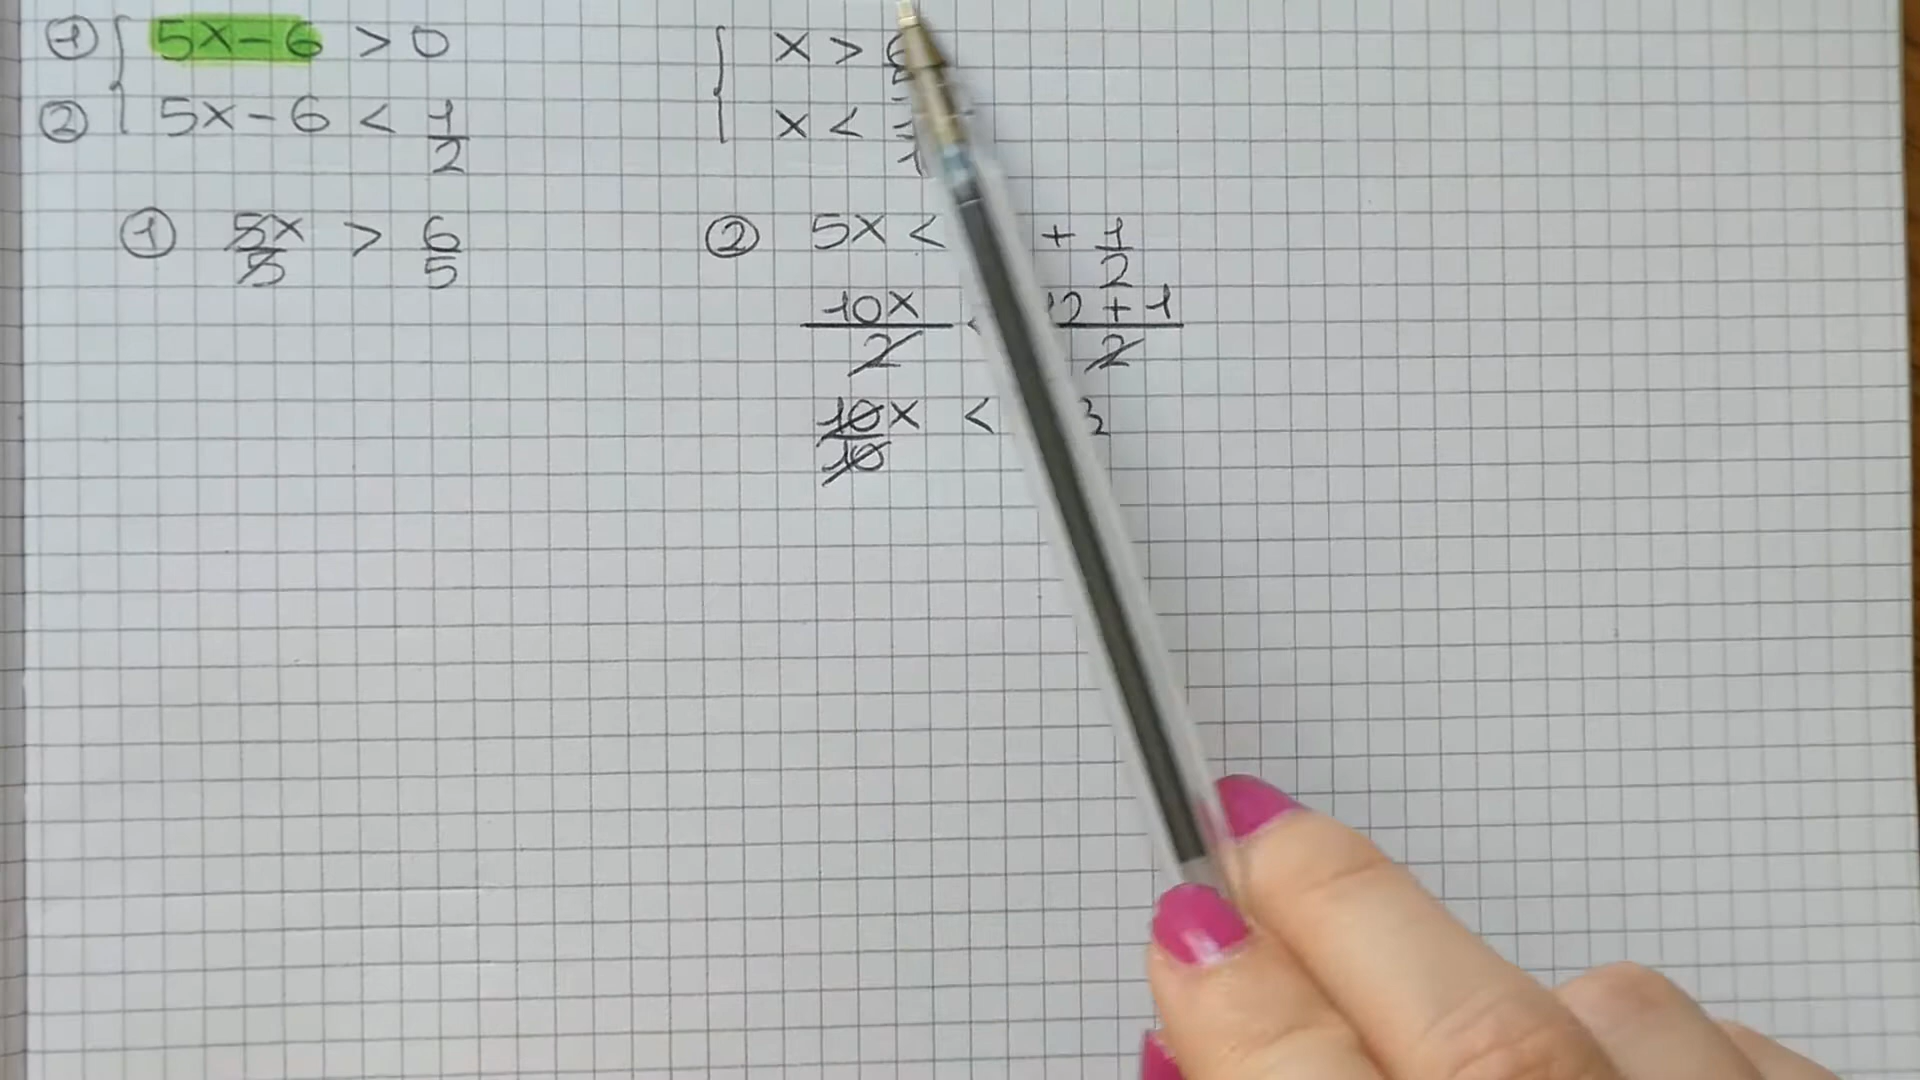 ① { 5x-6 > 0
② { 5x-6 < 1/2
{ x >
{ x <
① 5x/5 > 6/5
② 5x < + 1/2
10x/2 < 12+1/2
10x/10 <